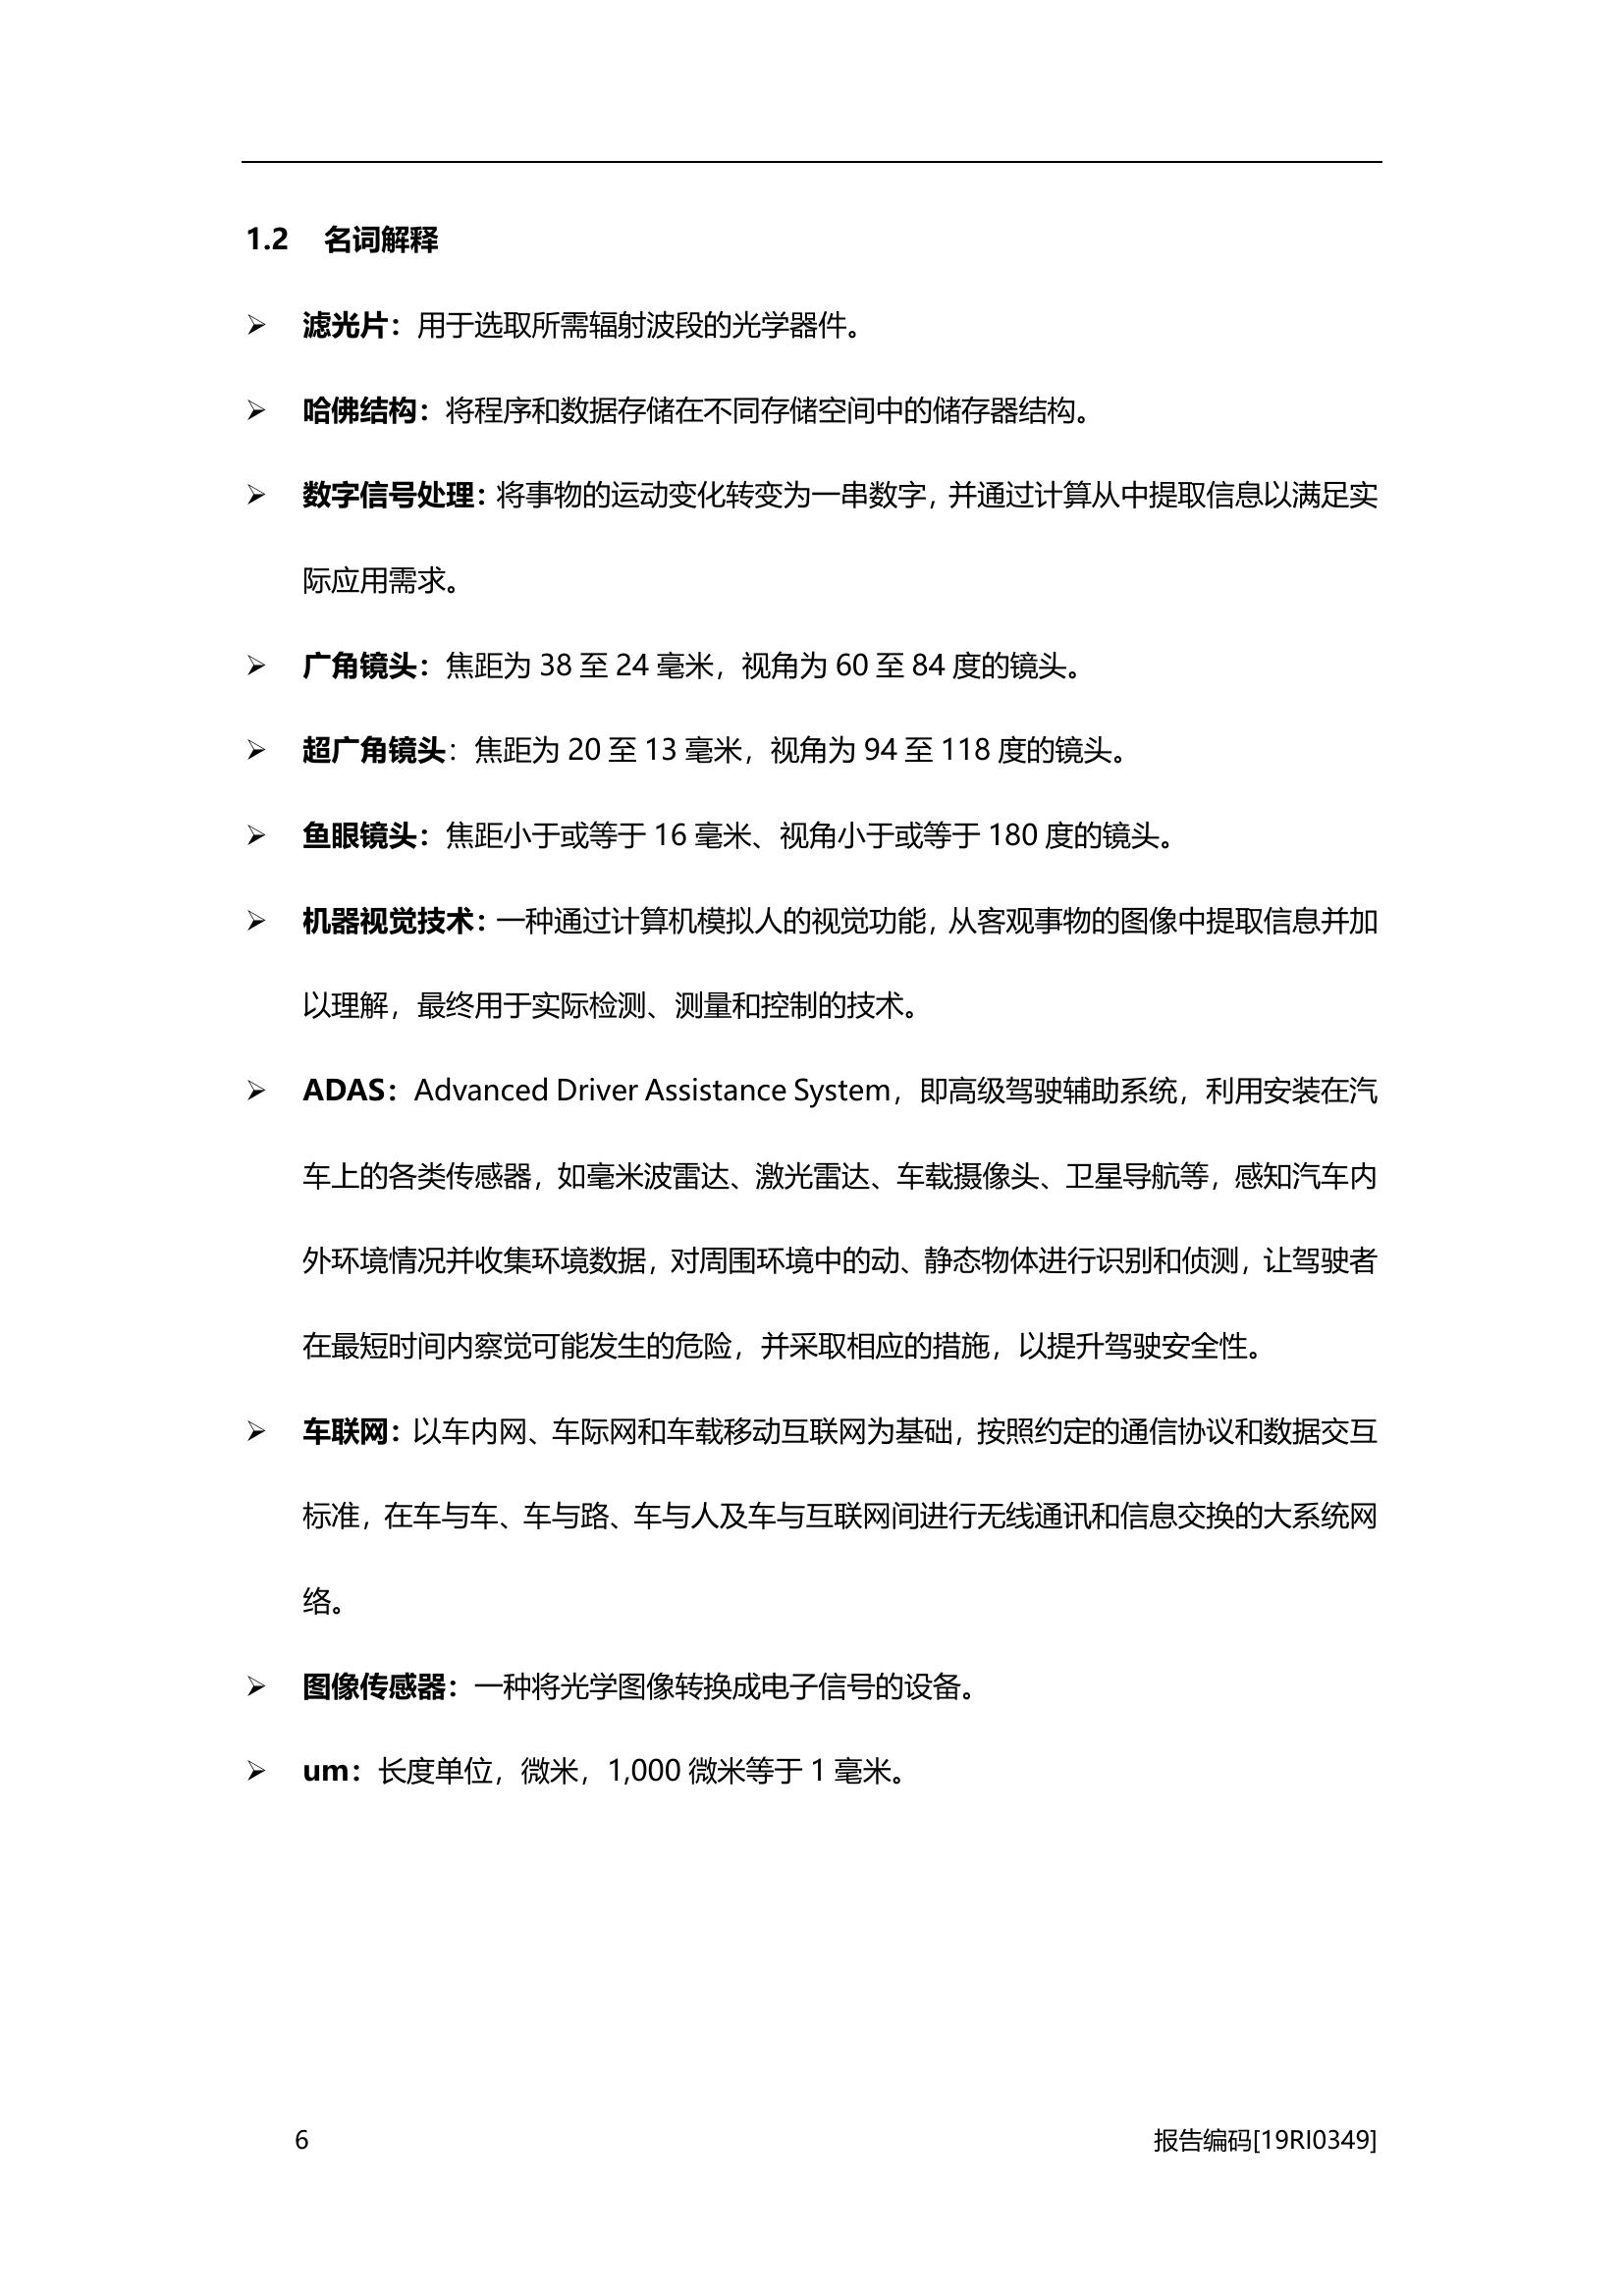 1.2 名词解释
➢ 滤光片：用于选取所需辐射波段的光学器件。
➢ 哈佛结构：将程序和数据存储在不同存储空间中的储存器结构。
➢ 数字信号处理：将事物的运动变化转变为一串数字，并通过计算从中提取信息以满足实
际应用需求。
➢ 广角镜头：焦距为 38 至 24 毫米，视角为 60 至 84 度的镜头。
➢ 超广角镜头：焦距为 20 至 13 毫米，视角为 94 至 118 度的镜头。
➢ 鱼眼镜头：焦距小于或等于 16 毫米、视角小于或等于 180 度的镜头。
➢ 机器视觉技术：一种通过计算机模拟人的视觉功能，从客观事物的图像中提取信息并加
以理解，最终用于实际检测、测量和控制的技术。
➢ ADAS：Advanced Driver Assistance System，即高级驾驶辅助系统，利用安装在汽
车上的各类传感器，如毫米波雷达、激光雷达、车载摄像头、卫星导航等，感知汽车内
外环境情况并收集环境数据，对周围环境中的动、静态物体进行识别和侦测，让驾驶者
在最短时间内察觉可能发生的危险，并采取相应的措施，以提升驾驶安全性。
➢ 车联网：以车内网、车际网和车载移动互联网为基础，按照约定的通信协议和数据交互
标准，在车与车、车与路、车与人及车与互联网间进行无线通讯和信息交换的大系统网
络。
➢ 图像传感器：一种将光学图像转换成电子信号的设备。
➢ um：长度单位，微米，1,000 微米等于 1 毫米。
6 报告编码[19RI0349]